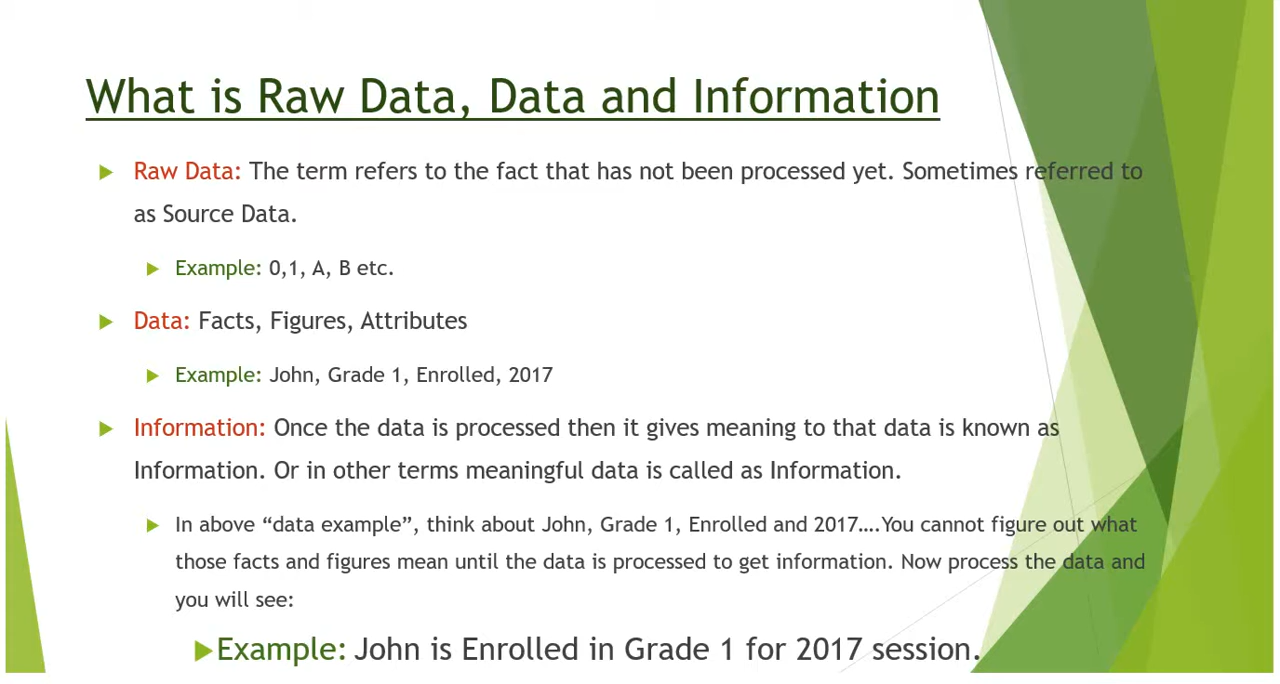 What is Raw Data, Data and Information
Raw Data: The term refers to the fact that has not been processed yet. Sometimes referred to
as Source Data.
Example: 0,1, A, B etc.
Data: Facts, Figures, Attributes
Example: John, Grade 1, Enrolled, 2017
Information: Once the data is processed then it gives meaning to that data is known as
Information. Or in other terms meaningful data is called as Information.
In above “data example”, think about John, Grade 1, Enrolled and 2017….You cannot figure out what
those facts and figures mean until the data is processed to get information. Now process the data and
you will see:
Example: John is Enrolled in Grade 1 for 2017 session.